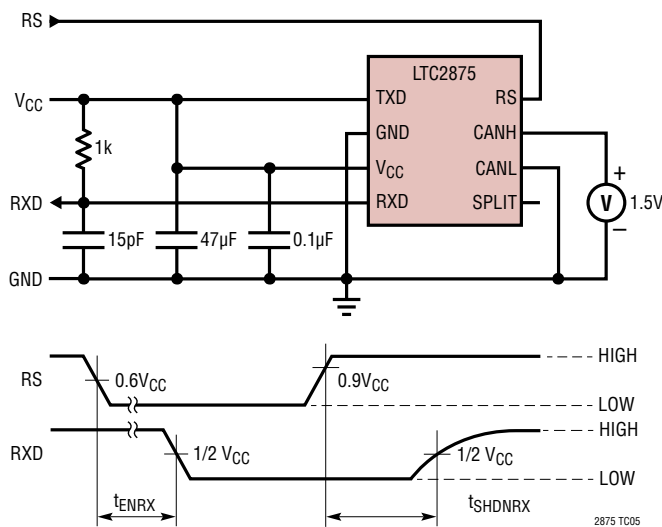 RS
LTC2875
VCC
TXD
RS
GND
CANH
1k
VCC
CANL
RXD
RXD
SPLIT
+
V
–
1.5V
15pF
47µF
0.1µF
GND
RS
0.6VCC
0.9VCC
HIGH
LOW
RXD
1/2 VCC
1/2 VCC
HIGH
LOW
tENRX
tSHDNRX
2875 TC05